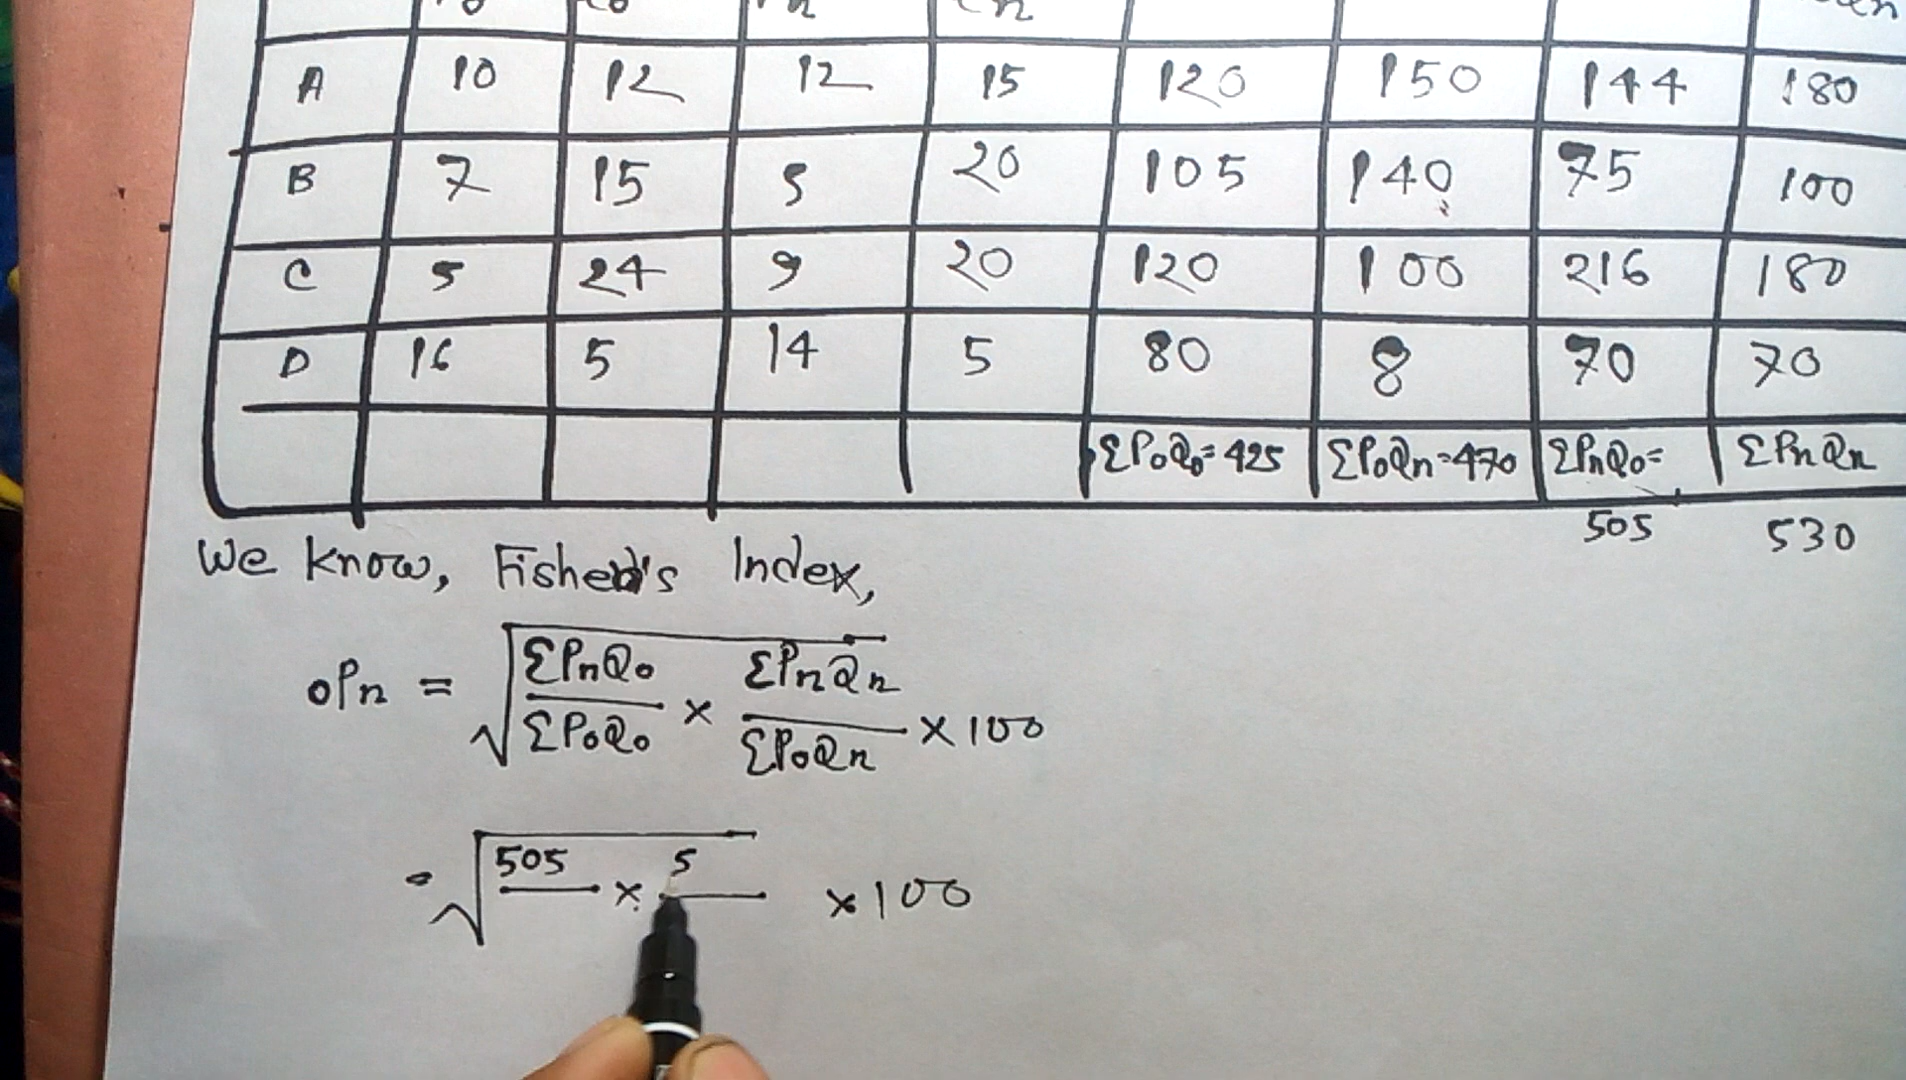 A 10 12 12 15 120 150 144 180
B 7 15 5 20 105 140 75 100
C 5 24 9 20 120 100 216 180
D 16 5 14 5 80 8 70 70
ΣP₀Q₀=425 ΣP₀Qn=470 ΣPnQ₀= ΣPnQn
505 530
We know, Fisher's Index,
oPn = √ΣPnQ₀/ΣP₀Q₀ × ΣPnQn/ΣP₀Qn ×100
= √505/ × 5/ ×100